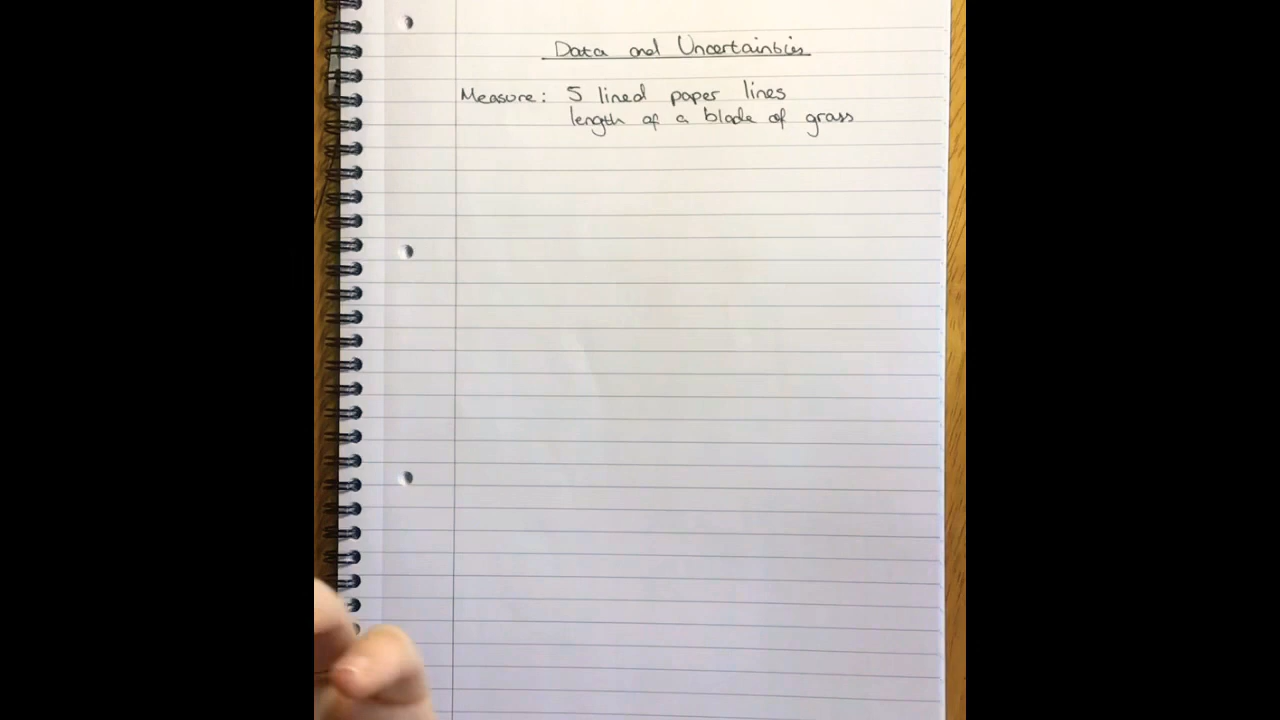 Data and Uncertainties
Measure: 5 lined paper lines
length of a blade of grass